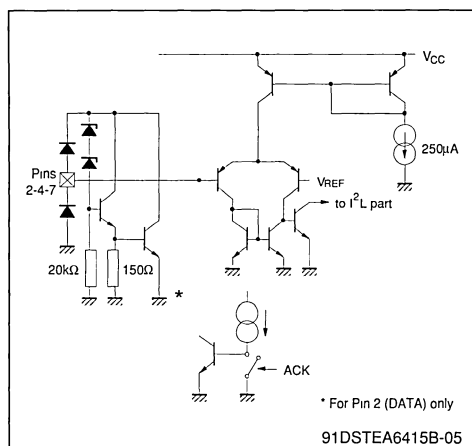 VCC
250µA
Pins
2-4-7
VREF
to I²L part
20kΩ
150Ω
*
ACK
* For Pin 2 (DATA) only
91DSTEA6415B-05